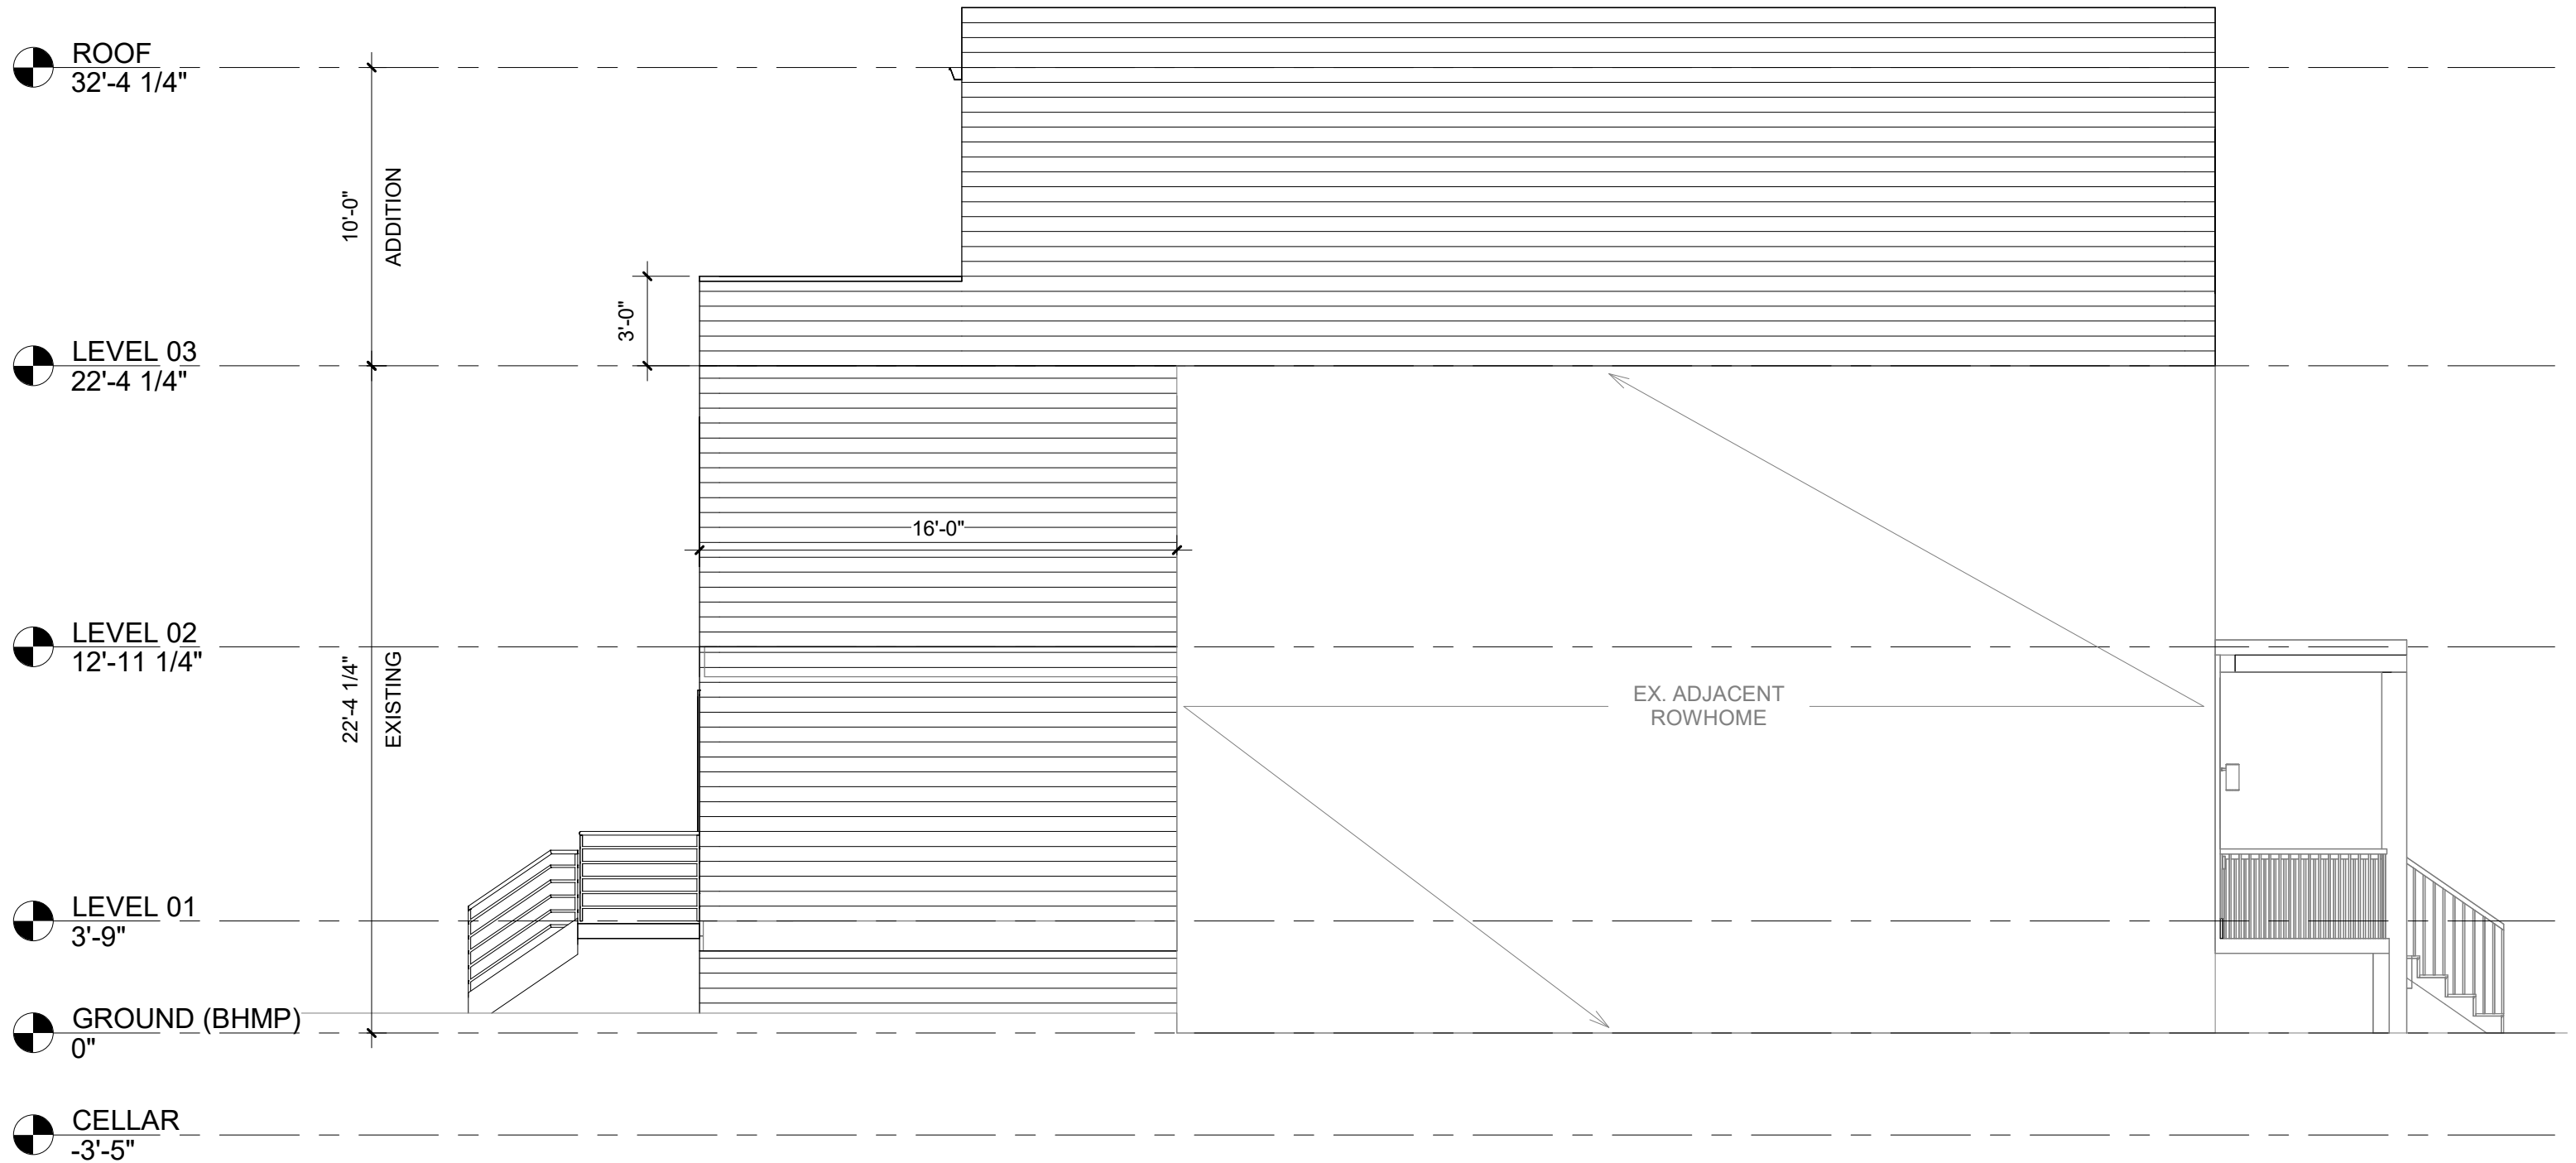 ROOF
32'-4 1/4"
10'-0"
ADDITION
3'-0"
LEVEL 03
22'-4 1/4"
16'-0"
LEVEL 02
12'-11 1/4"
22'-4 1/4"
EXISTING
EX. ADJACENT
ROWHOME
LEVEL 01
3'-9"
GROUND (BHMP)
0"
CELLAR
-3'-5"